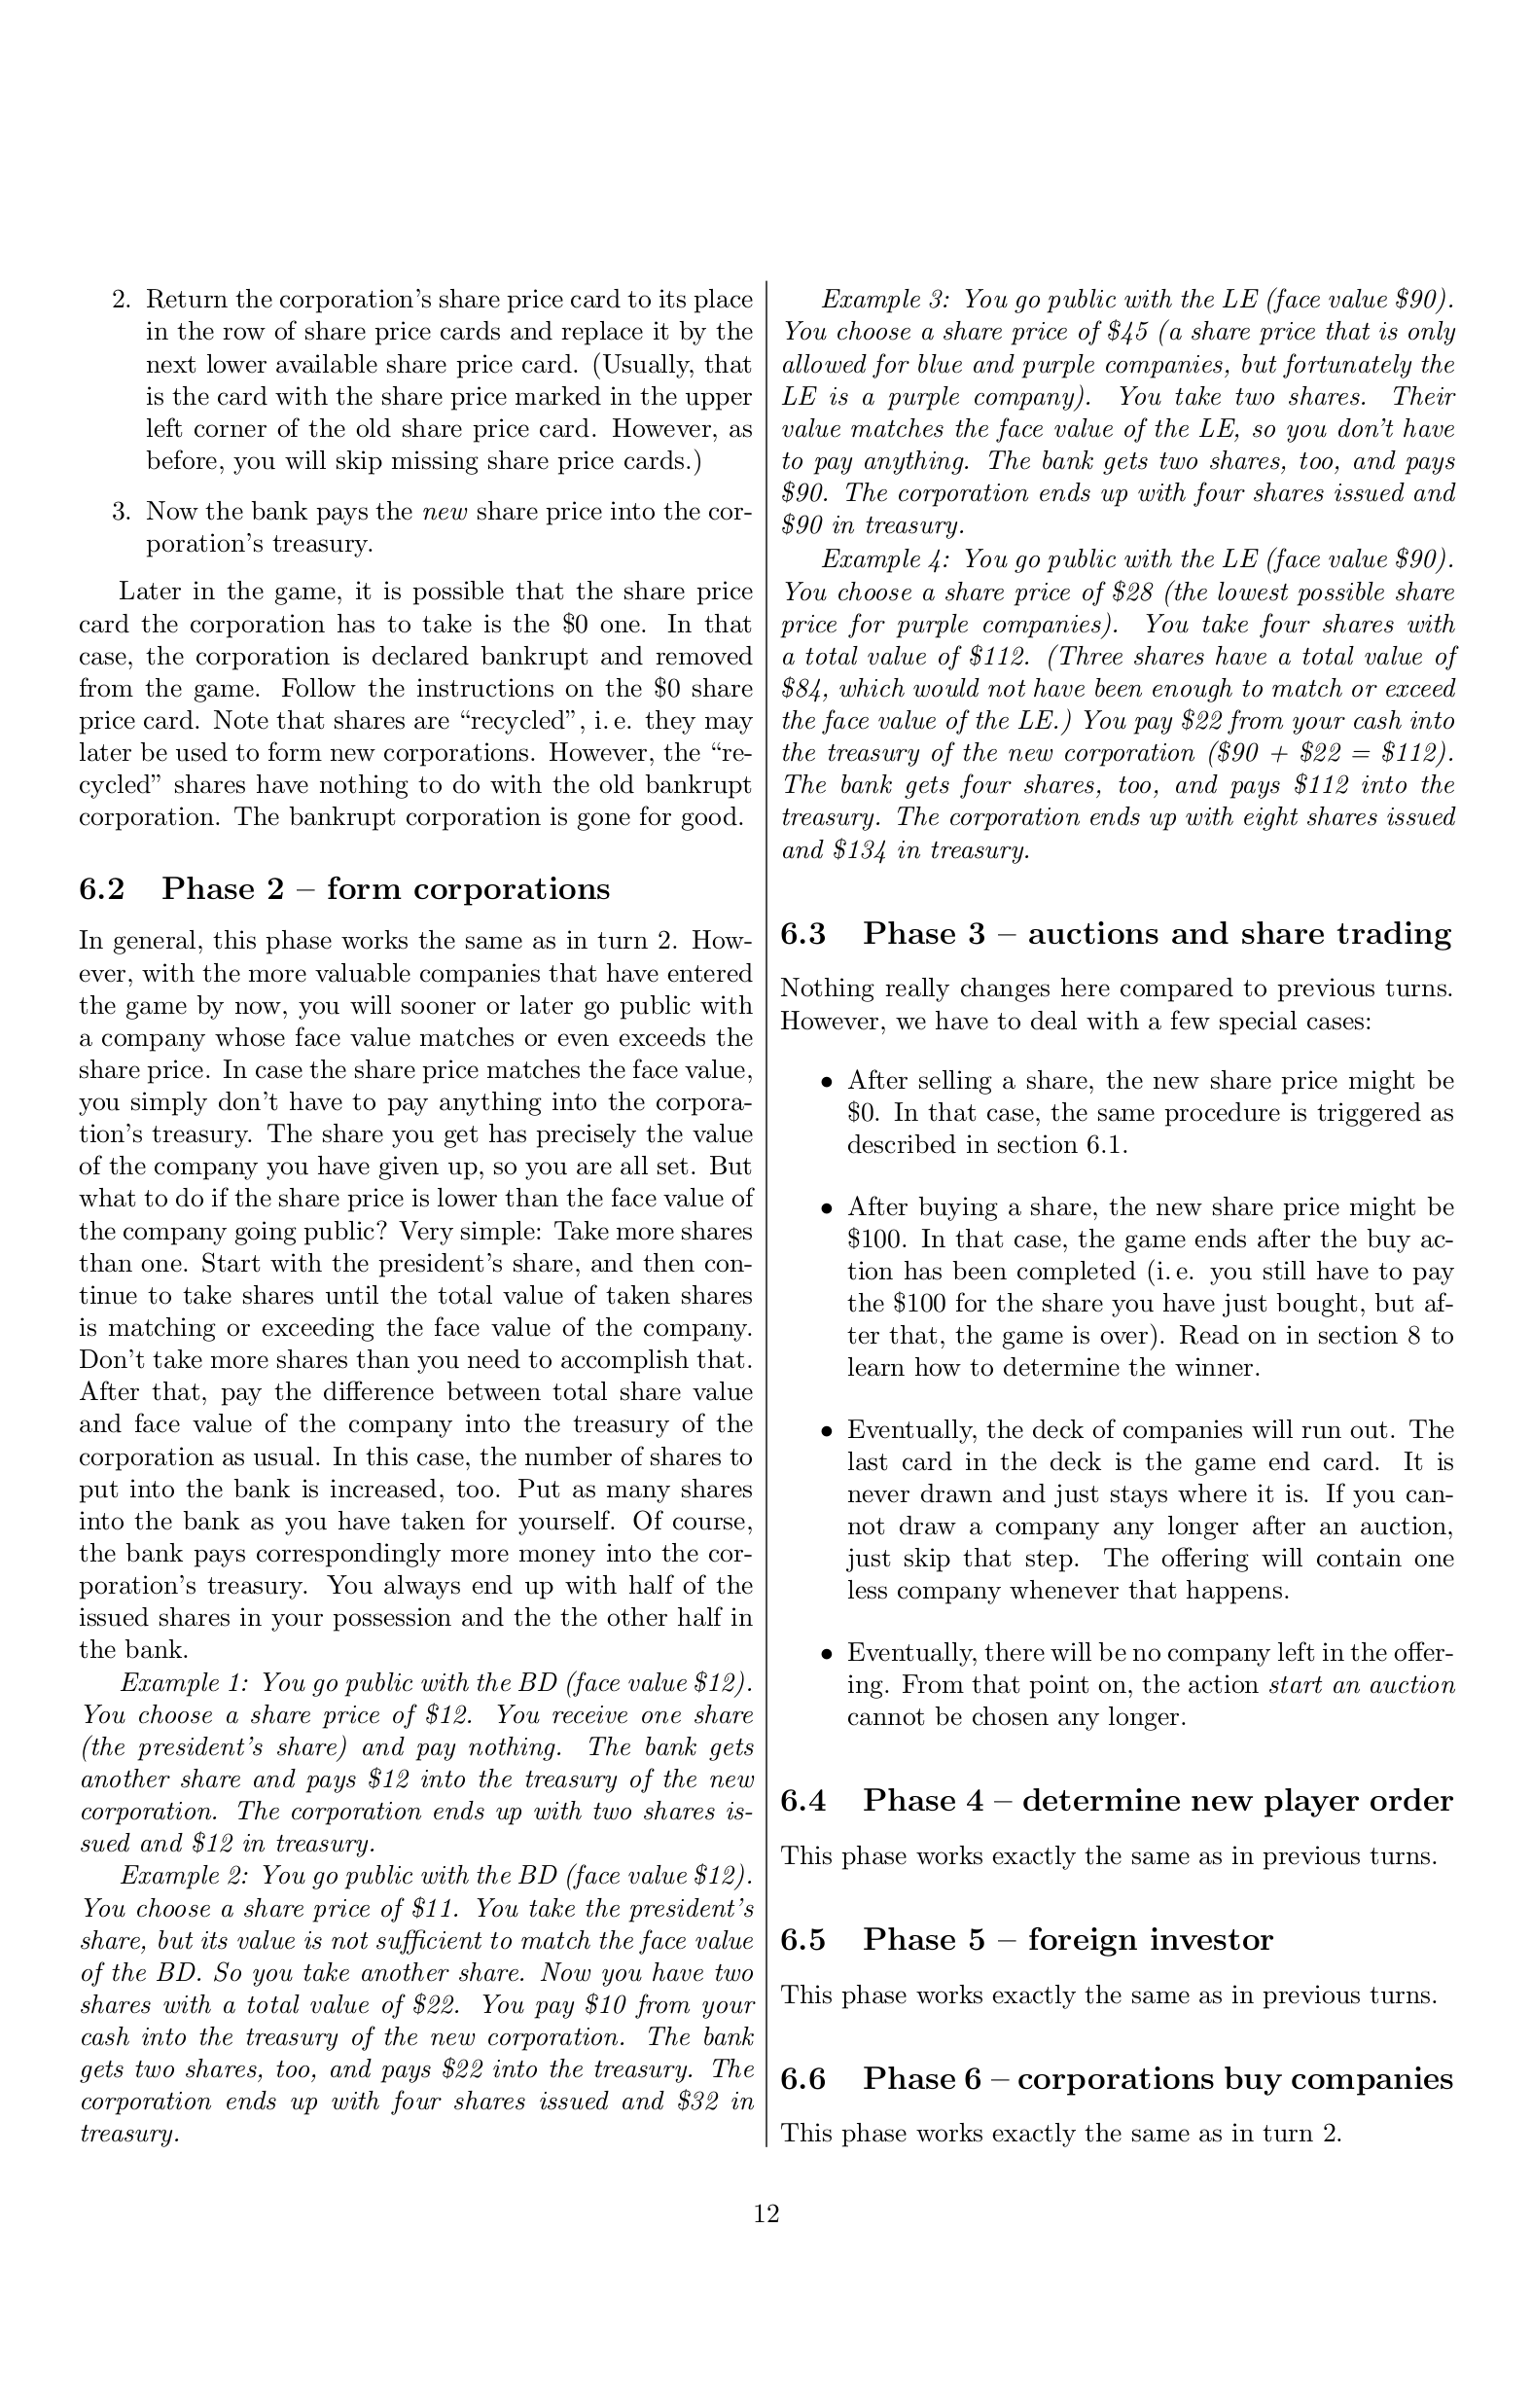 2. Return the corporation's share price card to its place
in the row of share price cards and replace it by the
next lower available share price card. (Usually, that
is the card with the share price marked in the upper
left corner of the old share price card. However, as
before, you will skip missing share price cards.)
3. Now the bank pays the new share price into the cor-
poration's treasury.
Later in the game, it is possible that the share price
card the corporation has to take is the $0 one. In that
case, the corporation is declared bankrupt and removed
from the game. Follow the instructions on the $0 share
price card. Note that shares are “recycled”, i. e. they may
later be used to form new corporations. However, the “re-
cycled” shares have nothing to do with the old bankrupt
corporation. The bankrupt corporation is gone for good.
6.2 Phase 2 – form corporations
In general, this phase works the same as in turn 2. How-
ever, with the more valuable companies that have entered
the game by now, you will sooner or later go public with
a company whose face value matches or even exceeds the
share price. In case the share price matches the face value,
you simply don't have to pay anything into the corpora-
tion's treasury. The share you get has precisely the value
of the company you have given up, so you are all set. But
what to do if the share price is lower than the face value of
the company going public? Very simple: Take more shares
than one. Start with the president's share, and then con-
tinue to take shares until the total value of taken shares
is matching or exceeding the face value of the company.
Don't take more shares than you need to accomplish that.
After that, pay the difference between total share value
and face value of the company into the treasury of the
corporation as usual. In this case, the number of shares to
put into the bank is increased, too. Put as many shares
into the bank as you have taken for yourself. Of course,
the bank pays correspondingly more money into the cor-
poration's treasury. You always end up with half of the
issued shares in your possession and the the other half in
the bank.
Example 1: You go public with the BD (face value $12).
You choose a share price of $12. You receive one share
(the president's share) and pay nothing. The bank gets
another share and pays $12 into the treasury of the new
corporation. The corporation ends up with two shares is-
sued and $12 in treasury.
Example 2: You go public with the BD (face value $12).
You choose a share price of $11. You take the president's
share, but its value is not sufficient to match the face value
of the BD. So you take another share. Now you have two
shares with a total value of $22. You pay $10 from your
cash into the treasury of the new corporation. The bank
gets two shares, too, and pays $22 into the treasury. The
corporation ends up with four shares issued and $32 in
treasury.
Example 3: You go public with the LE (face value $90).
You choose a share price of $45 (a share price that is only
allowed for blue and purple companies, but fortunately the
LE is a purple company). You take two shares. Their
value matches the face value of the LE, so you don't have
to pay anything. The bank gets two shares, too, and pays
$90. The corporation ends up with four shares issued and
$90 in treasury.
Example 4: You go public with the LE (face value $90).
You choose a share price of $28 (the lowest possible share
price for purple companies). You take four shares with
a total value of $112. (Three shares have a total value of
$84, which would not have been enough to match or exceed
the face value of the LE.) You pay $22 from your cash into
the treasury of the new corporation ($90 + $22 = $112).
The bank gets four shares, too, and pays $112 into the
treasury. The corporation ends up with eight shares issued
and $134 in treasury.
6.3 Phase 3 – auctions and share trading
Nothing really changes here compared to previous turns.
However, we have to deal with a few special cases:
• After selling a share, the new share price might be
$0. In that case, the same procedure is triggered as
described in section 6.1.
• After buying a share, the new share price might be
$100. In that case, the game ends after the buy ac-
tion has been completed (i. e. you still have to pay
the $100 for the share you have just bought, but af-
ter that, the game is over). Read on in section 8 to
learn how to determine the winner.
• Eventually, the deck of companies will run out. The
last card in the deck is the game end card. It is
never drawn and just stays where it is. If you can-
not draw a company any longer after an auction,
just skip that step. The offering will contain one
less company whenever that happens.
• Eventually, there will be no company left in the offer-
ing. From that point on, the action start an auction
cannot be chosen any longer.
6.4 Phase 4 – determine new player order
This phase works exactly the same as in previous turns.
6.5 Phase 5 – foreign investor
This phase works exactly the same as in previous turns.
6.6 Phase 6 – corporations buy companies
This phase works exactly the same as in turn 2.
12